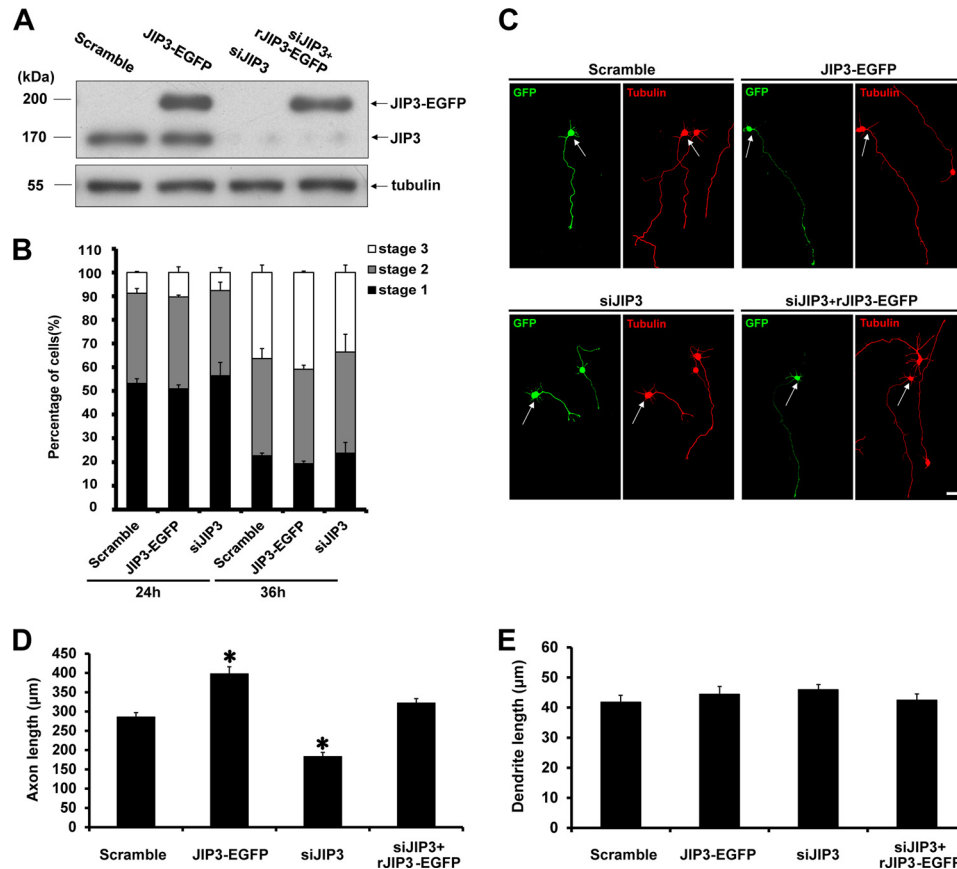 A
Scramble
JIP3-EGFP
siJIP3
siJIP3+
rJIP3-EGFP
(kDa)
200
JIP3-EGFP
170
JIP3
55
tubulin
B
110
100
90
80
70
60
50
40
30
20
10
0
Percentage of cells(%)
stage 3
stage 2
stage 1
Scramble
JIP3-EGFP
siJIP3
Scramble
JIP3-EGFP
siJIP3
24h
36h
C
Scramble
JIP3-EGFP
GFP
Tubulin
GFP
Tubulin
siJIP3
siJIP3+rJIP3-EGFP
GFP
Tubulin
GFP
Tubulin
D
450
400
350
300
250
200
150
100
50
0
Axon length (μm)
*
*
Scramble
JIP3-EGFP
siJIP3
siJIP3+
rJIP3-EGFP
E
60
50
40
30
20
10
0
Dendrite length (μm)
Scramble
JIP3-EGFP
siJIP3
siJIP3+
rJIP3-EGFP